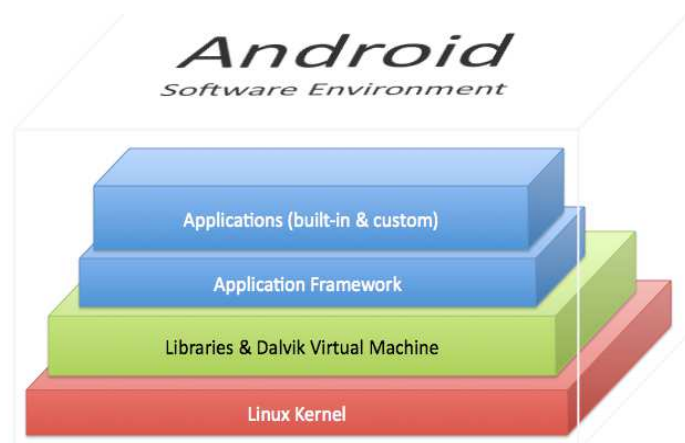 Android
Software Environment
Applications (built-in & custom)
Application Framework
Libraries & Dalvik Virtual Machine
Linux Kernel